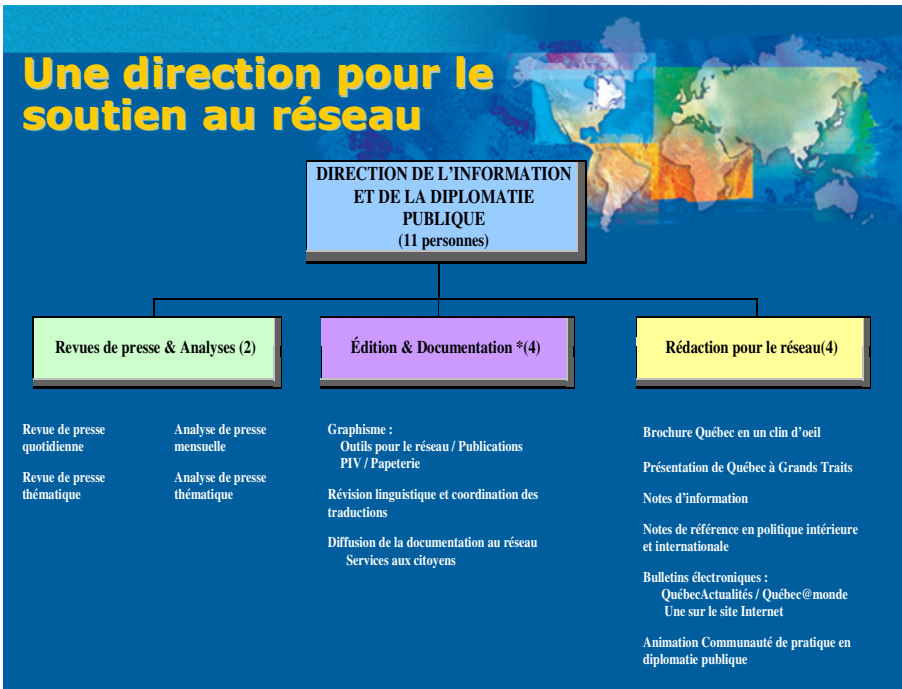 Une direction pour le
soutien au réseau
DIRECTION DE L’INFORMATION
ET DE LA DIPLOMATIE
PUBLIQUE
(11 personnes)
Revues de presse & Analyses (2)
Édition & Documentation *(4)
Rédaction pour le réseau(4)
Revue de presse
quotidienne
Revue de presse
thématique
Analyse de presse
mensuelle
Analyse de presse
thématique
Graphisme :
Outils pour le réseau / Publications
PIV / Papeterie
Révision linguistique et coordination des
traductions
Diffusion de la documentation au réseau
Services aux citoyens
Brochure Québec en un clin d’oeil
Présentation de Québec à Grands Traits
Notes d’information
Notes de référence en politique intérieure
et internationale
Bulletins électroniques :
QuébecActualités / Québec@monde
Une sur le site Internet
Animation Communauté de pratique en
diplomatie publique